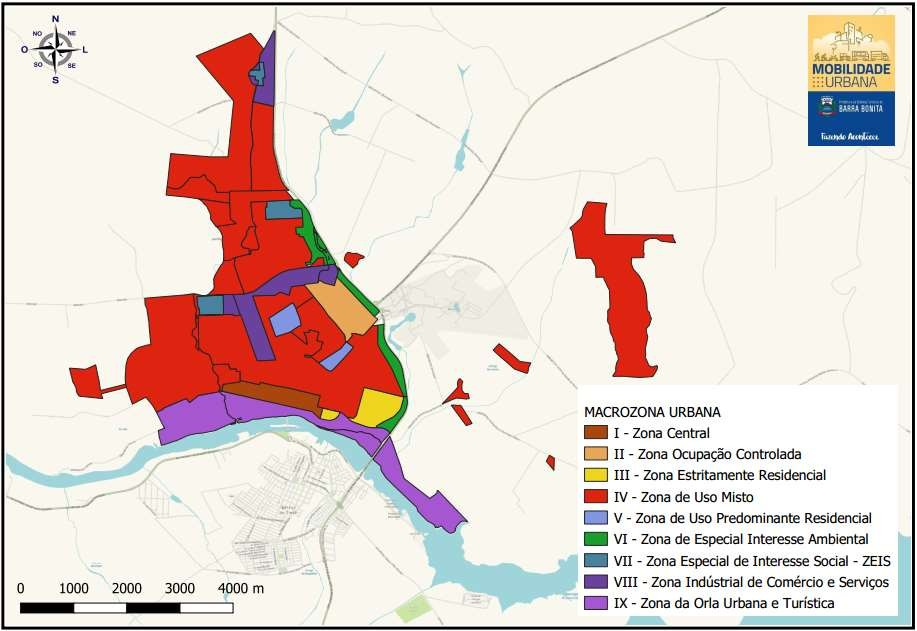 N
NO NE
O L
SO SE
S
MOBILIDADE
URBANA
BARRA BONITA
Fazendo Acontecer
MACROZONA URBANA
I - Zona Central
II - Zona Ocupação Controlada
III - Zona Estritamente Residencial
IV - Zona de Uso Misto
V - Zona de Uso Predominante Residencial
VI - Zona de Especial Interesse Ambiental
VII - Zona Especial de Interesse Social - ZEIS
VIII - Zona Indústrial de Comércio e Serviços
IX - Zona da Orla Urbana e Turística
0 1000 2000 3000 4000 m